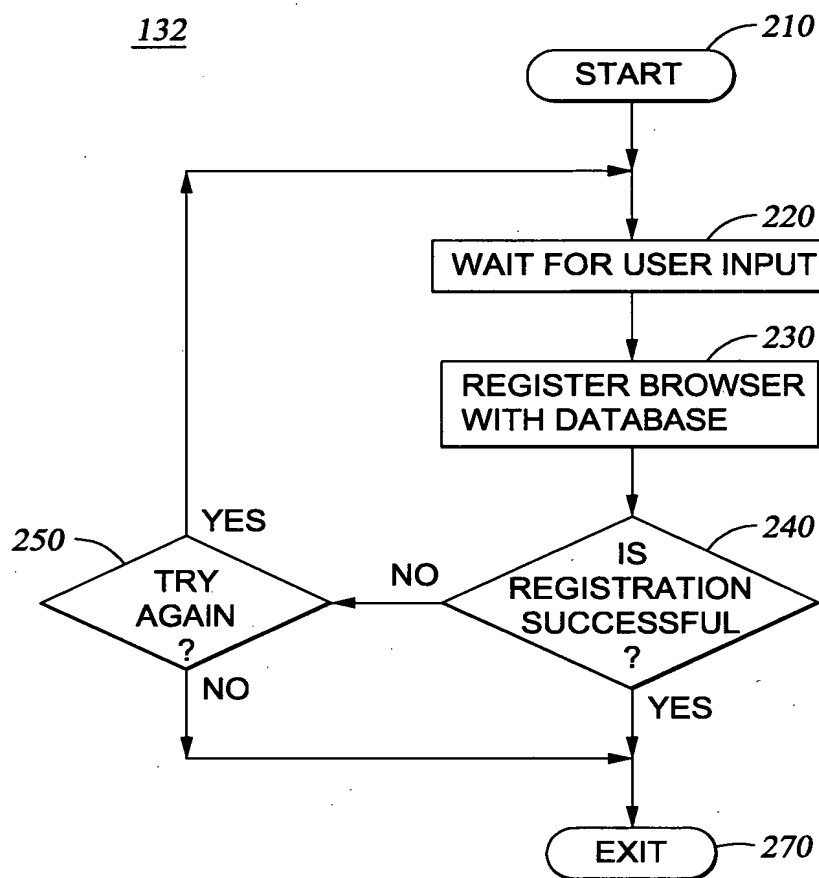 132
210
START
220
WAIT FOR USER INPUT
230
REGISTER BROWSER
WITH DATABASE
240
IS
REGISTRATION
SUCCESSFUL
?
NO
YES
250
TRY
AGAIN
?
YES
NO
EXIT
270